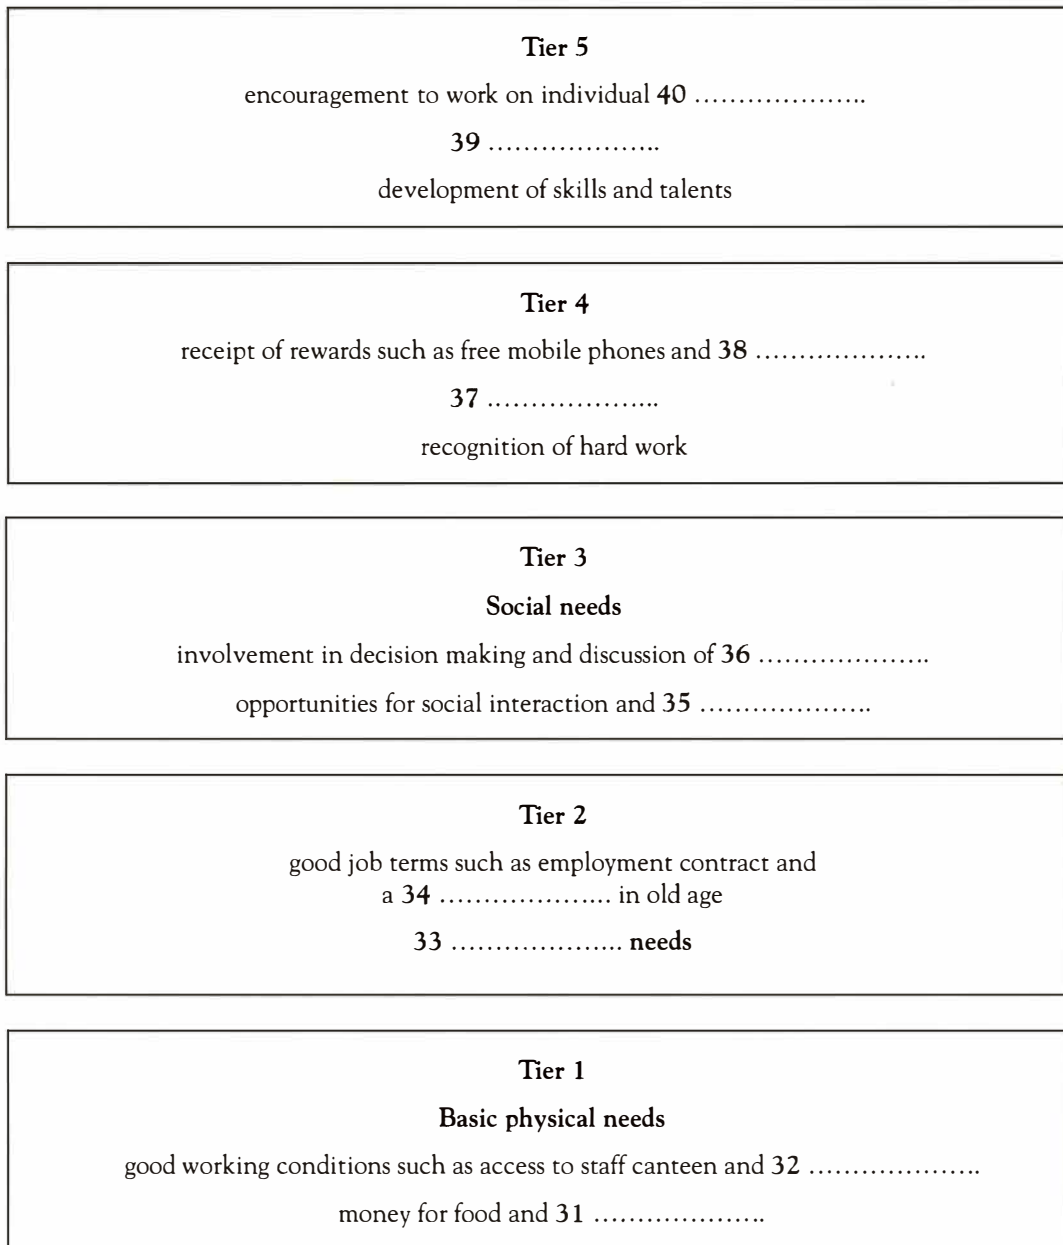 Tier 5
encouragement to work on individual 40 ....................
39 ....................
development of skills and talents
Tier 4
receipt of rewards such as free mobile phones and 38 ....................
37 ....................
recognition of hard work
Tier 3
Social needs
involvement in decision making and discussion of 36 ....................
opportunities for social interaction and 35 ....................
Tier 2
good job terms such as employment contract and
a 34 .................... in old age
33 .................... needs
Tier 1
Basic physical needs
good working conditions such as access to staff canteen and 32 ....................
money for food and 31 ....................